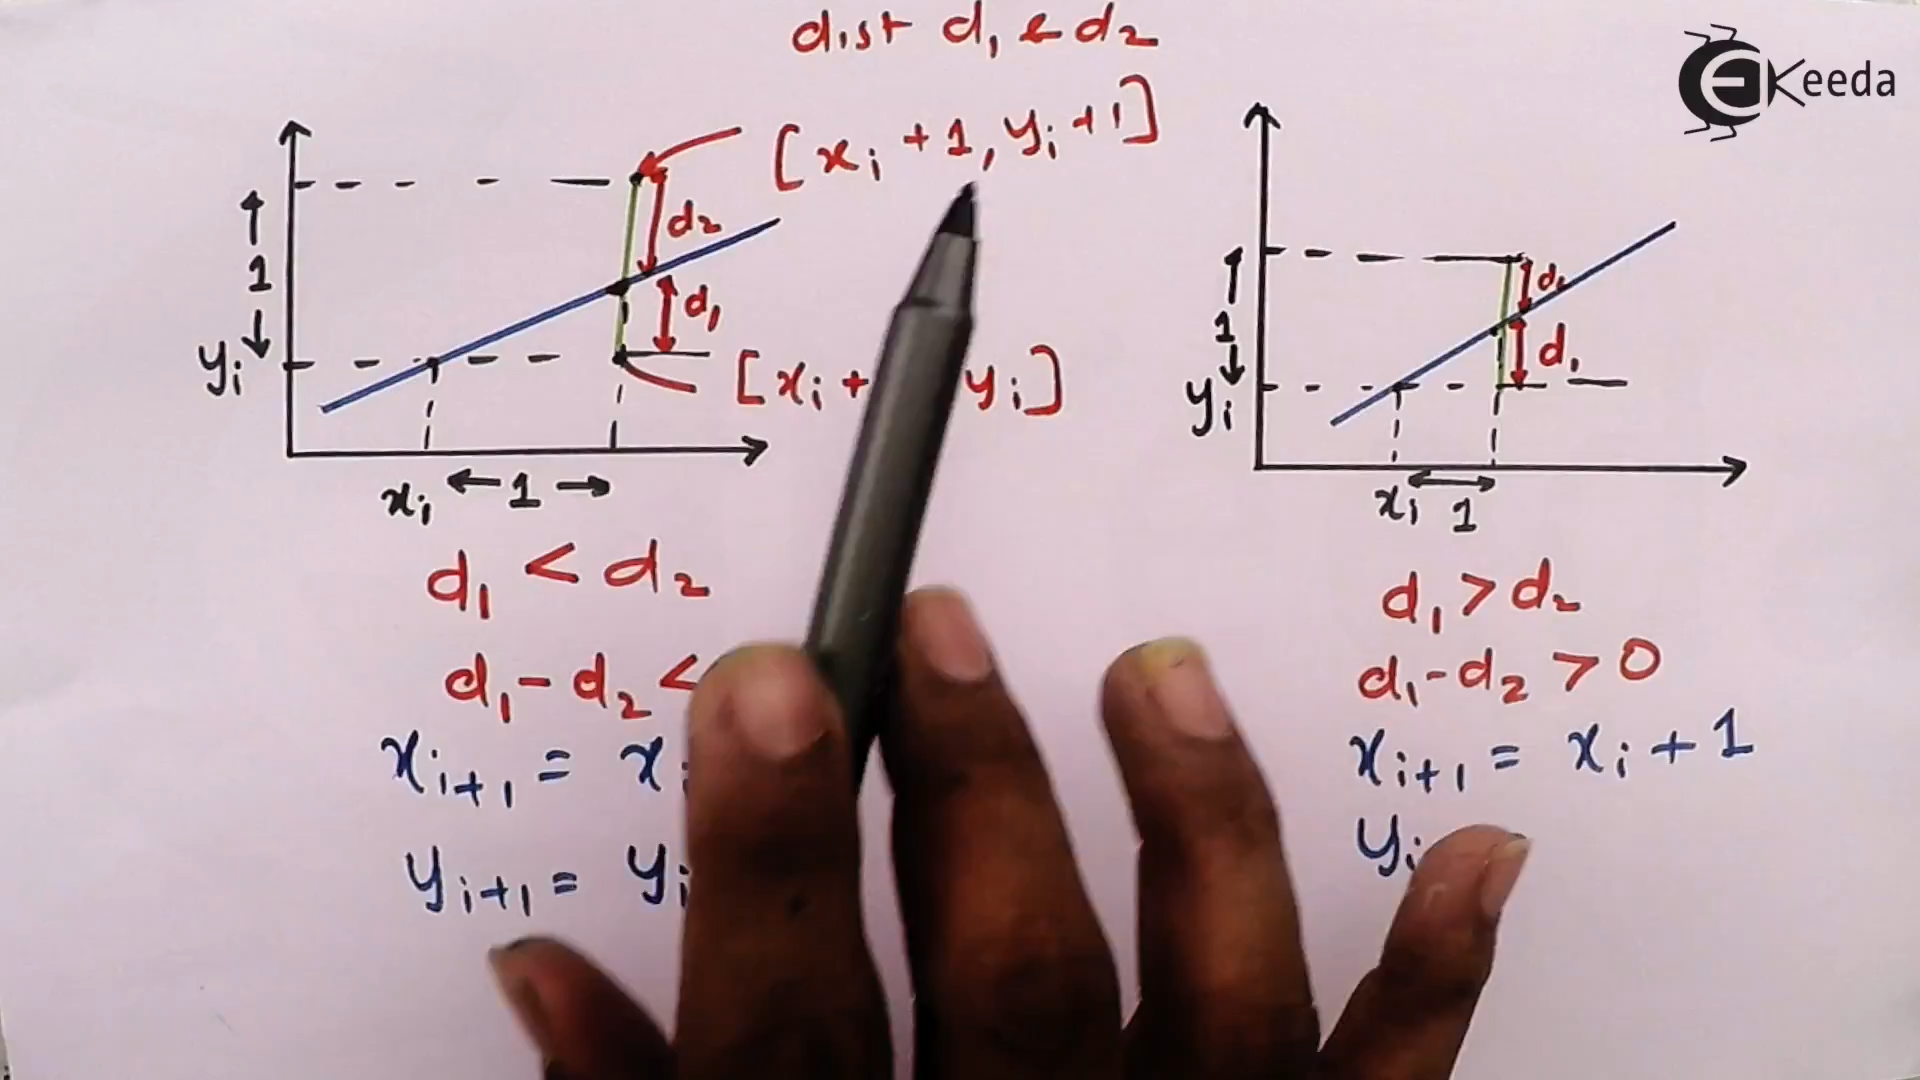 dist d₁ & d₂
Keeda
[xᵢ + 1, yᵢ + 1]
1
d₂
d₁
yᵢ
[xᵢ + yᵢ]
xᵢ 1
1
d₁
yᵢ
xᵢ 1
d₁ < d₂
d₁ - d₂ <
xᵢ₊₁ = xᵢ
yᵢ₊₁ = yᵢ
d₁ > d₂
d₁ - d₂ > 0
xᵢ₊₁ = xᵢ + 1
yᵢ